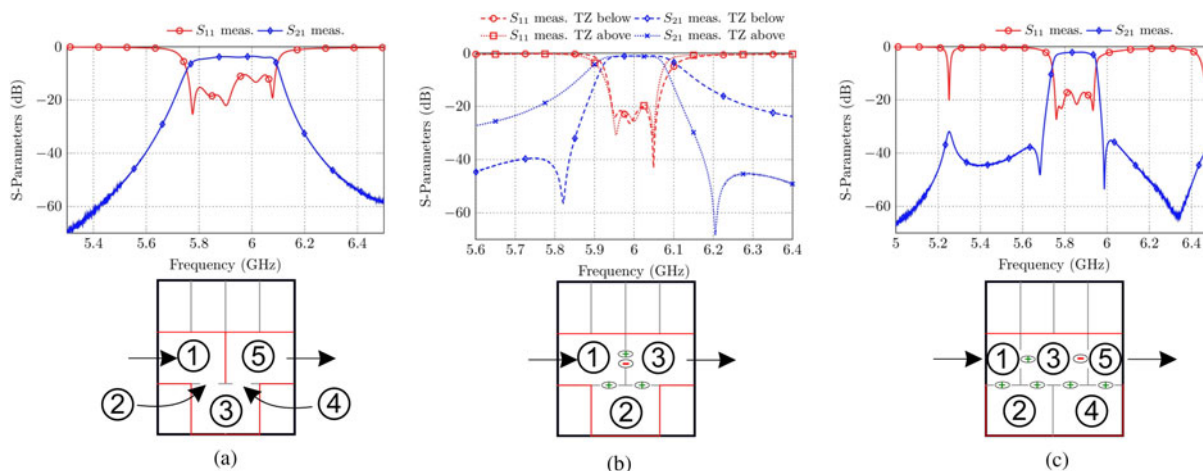 S11 meas. S21 meas.
0
−20
−40
−60
S-Parameters (dB)
5.4 5.6 5.8 6 6.2 6.4
Frequency (GHz)
1 5
2 3 4
(a)
S11 meas. TZ below S21 meas. TZ below
S11 meas. TZ above S21 meas. TZ above
0
−20
−40
−60
S-Parameters (dB)
5.6 5.7 5.8 5.9 6 6.1 6.2 6.3 6.4
Frequency (GHz)
1 + − 3
+ +
2
(b)
S11 meas. S21 meas.
0
−20
−40
−60
S-Parameters (dB)
5 5.2 5.4 5.6 5.8 6 6.2 6.4
Frequency (GHz)
1 + 3 − 5
+ + + +
2 4
(c)